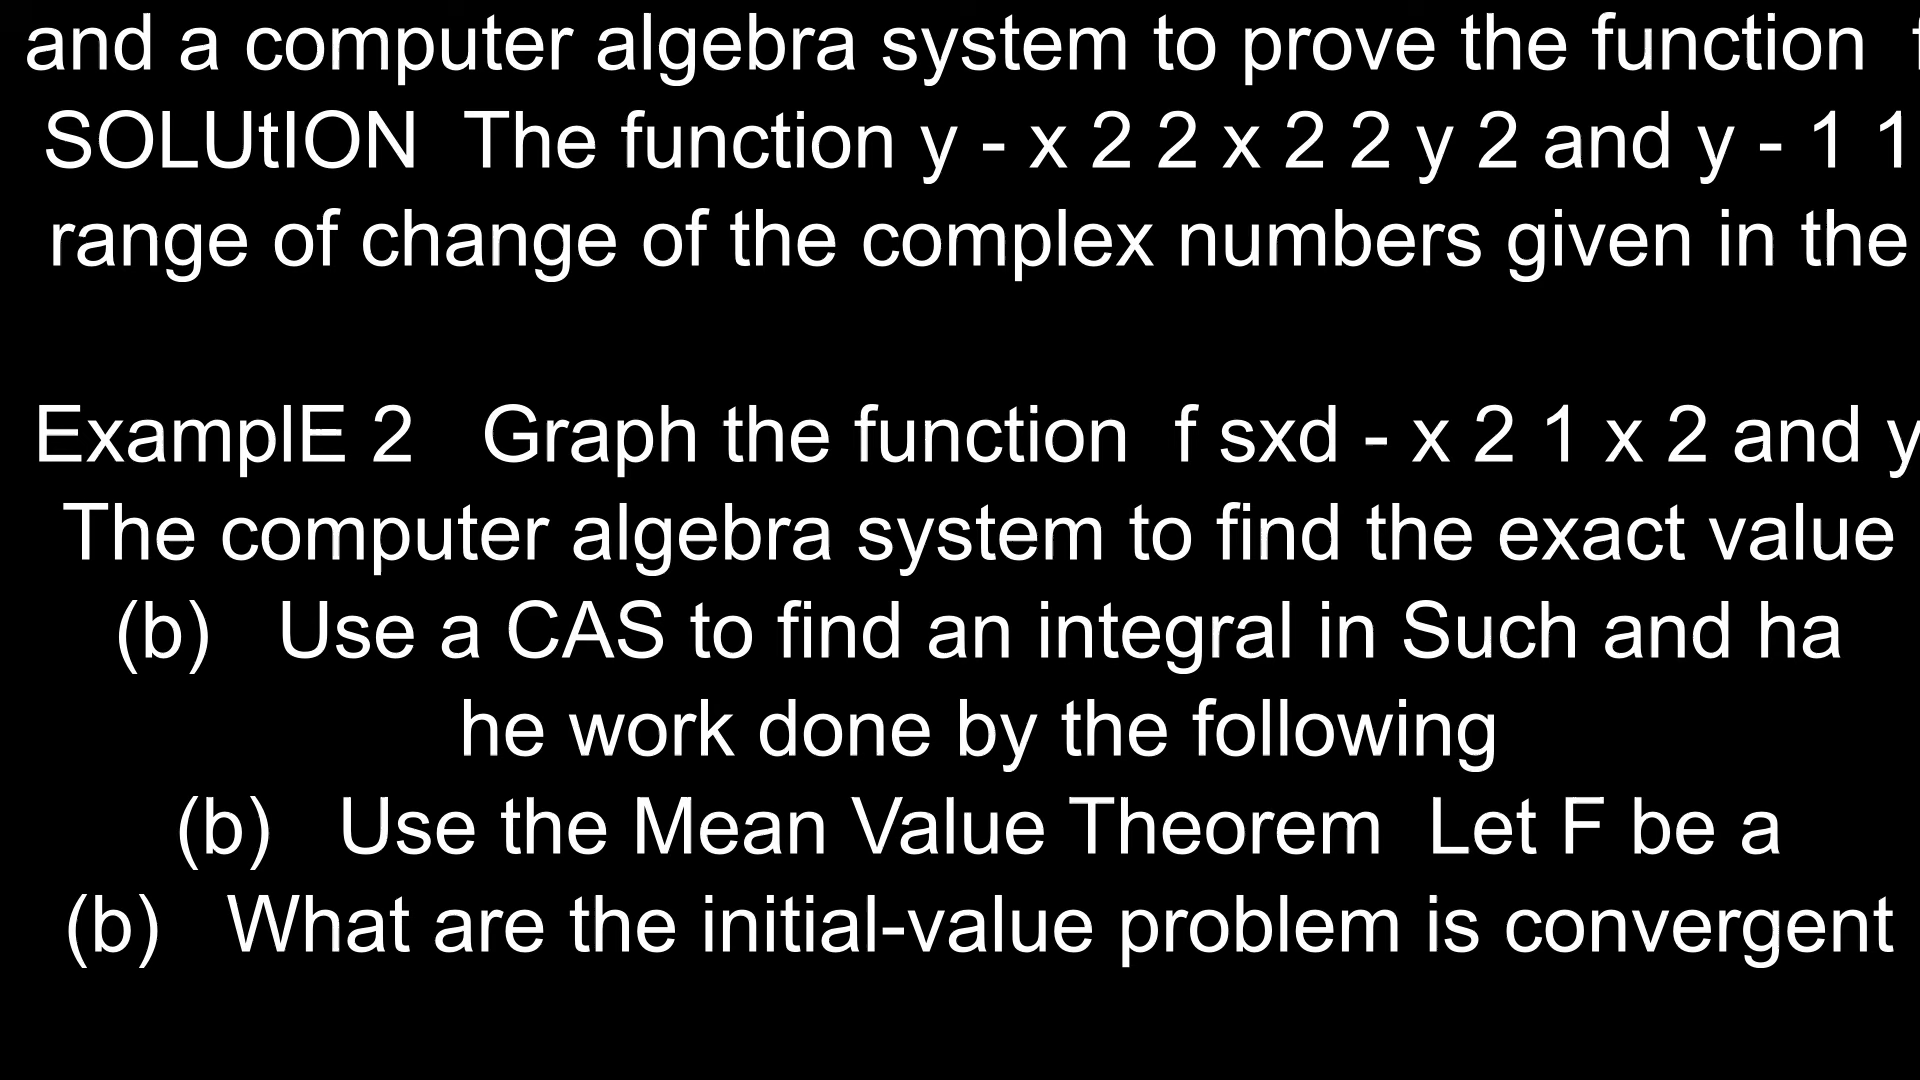 and a computer algebra system to prove the function
SOLUtION The function y - x 2 2 x 2 2 y 2 and y - 1 1
range of change of the complex numbers given in the
ExamplE 2 Graph the function f sxd - x 2 1 x 2 and y
The computer algebra system to find the exact value
(b) Use a CAS to find an integral in Such and ha
he work done by the following
(b) Use the Mean Value Theorem Let F be a
(b) What are the initial-value problem is convergent